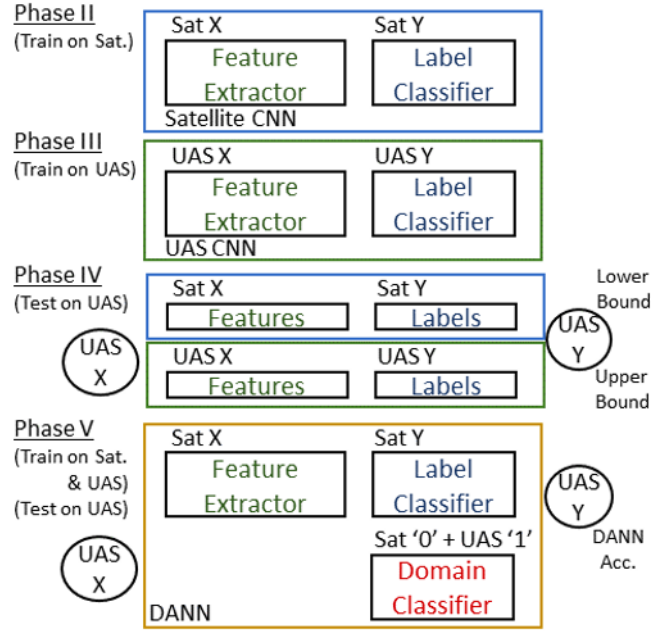 Phase II
(Train on Sat.)
Sat X
Sat Y
Feature
Extractor
Label
Classifier
Satellite CNN
Phase III
(Train on UAS)
UAS X
UAS Y
Feature
Extractor
Label
Classifier
UAS CNN
Phase IV
(Test on UAS)
UAS
X
Sat X
Sat Y
Features
Labels
UAS X
UAS Y
Features
Labels
Lower
Bound
UAS
Y
Upper
Bound
Phase V
(Train on Sat.
& UAS)
(Test on UAS)
UAS
X
Sat X
Sat Y
Feature
Extractor
Label
Classifier
Sat ‘0’ + UAS ‘1’
Domain
Classifier
DANN
UAS
Y
DANN
Acc.